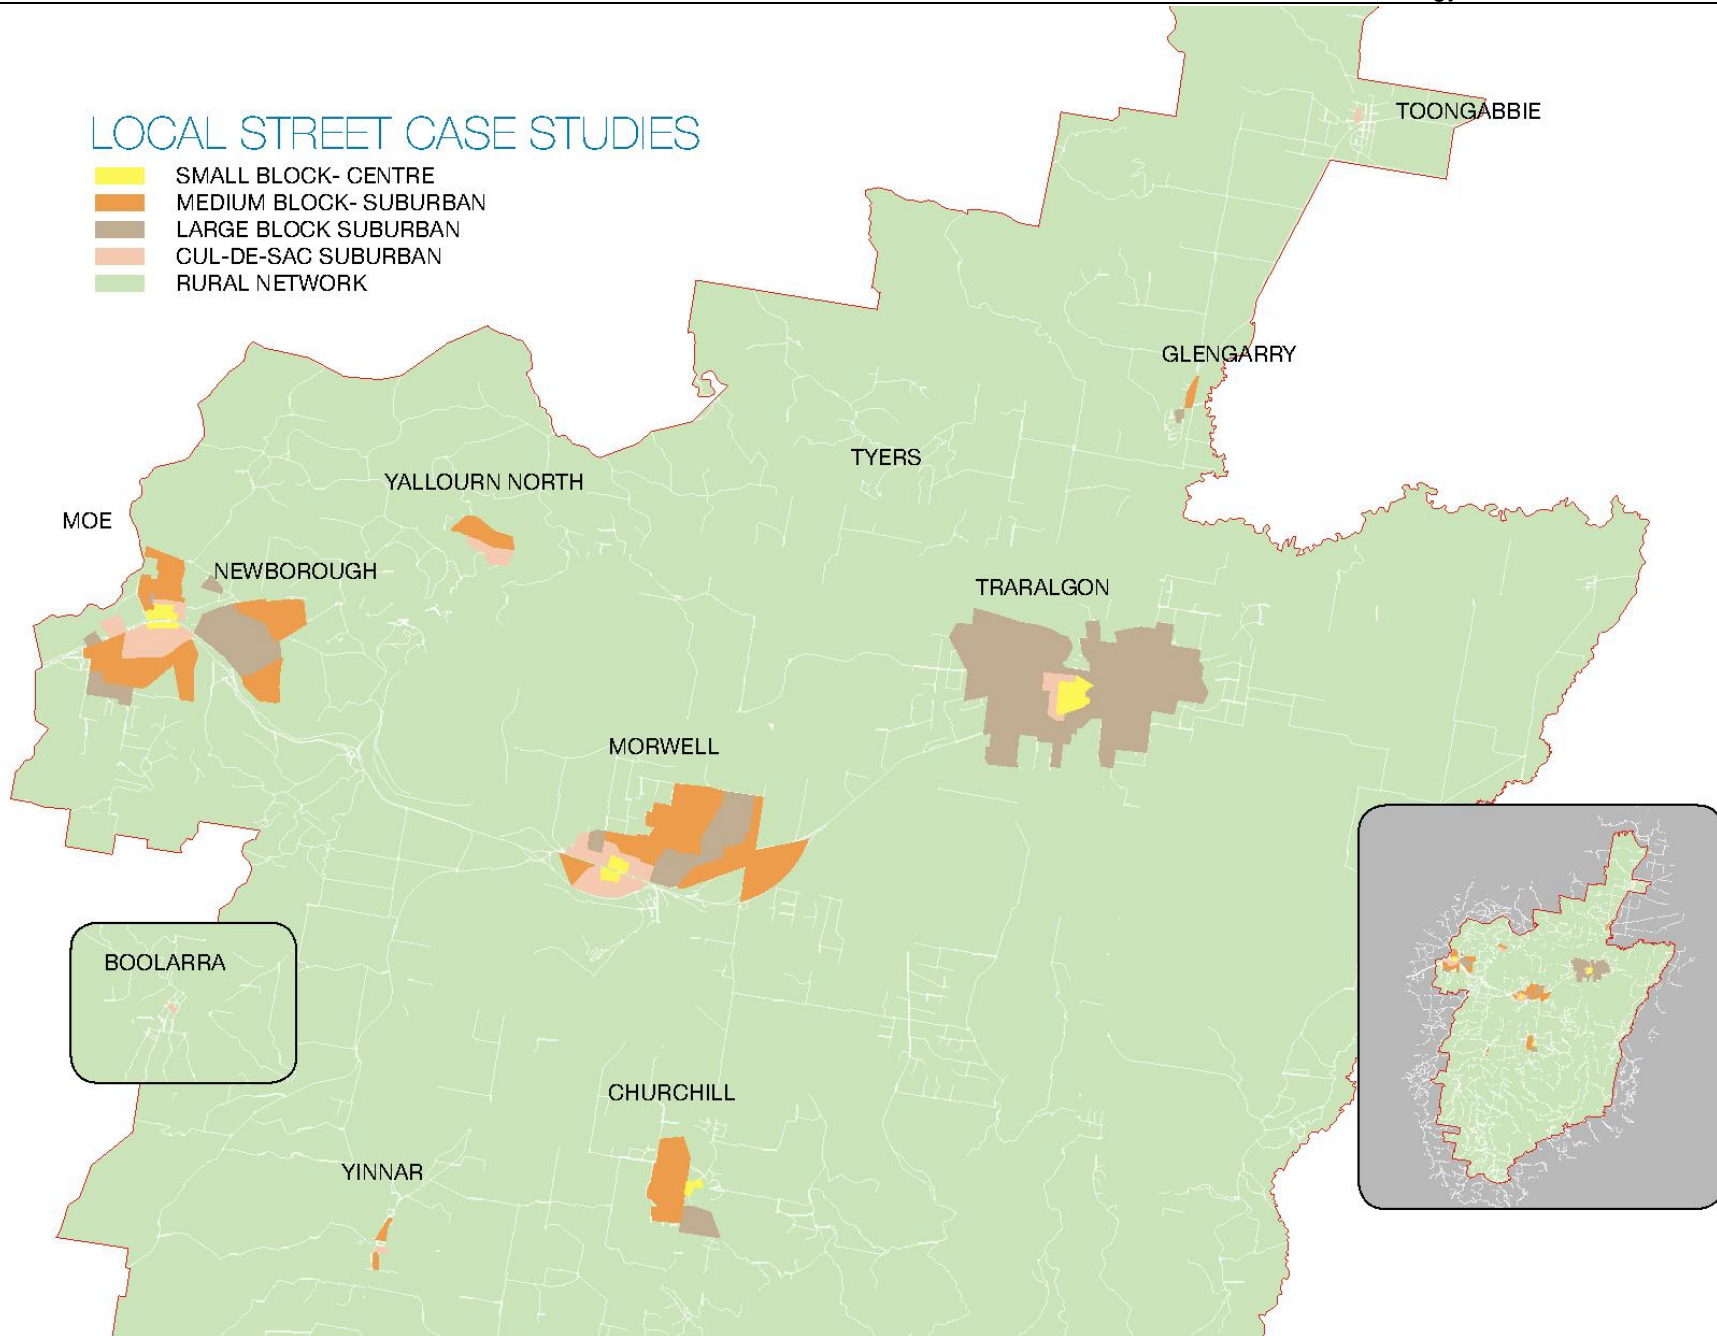 LOCAL STREET CASE STUDIES
SMALL BLOCK- CENTRE
MEDIUM BLOCK- SUBURBAN
LARGE BLOCK SUBURBAN
CUL-DE-SAC SUBURBAN
RURAL NETWORK
TOONGABBIE
GLENGARRY
TYERS
YALLOURN NORTH
MOE
NEWBOROUGH
TRARALGON
MORWELL
BOOLARRA
CHURCHILL
YINNAR